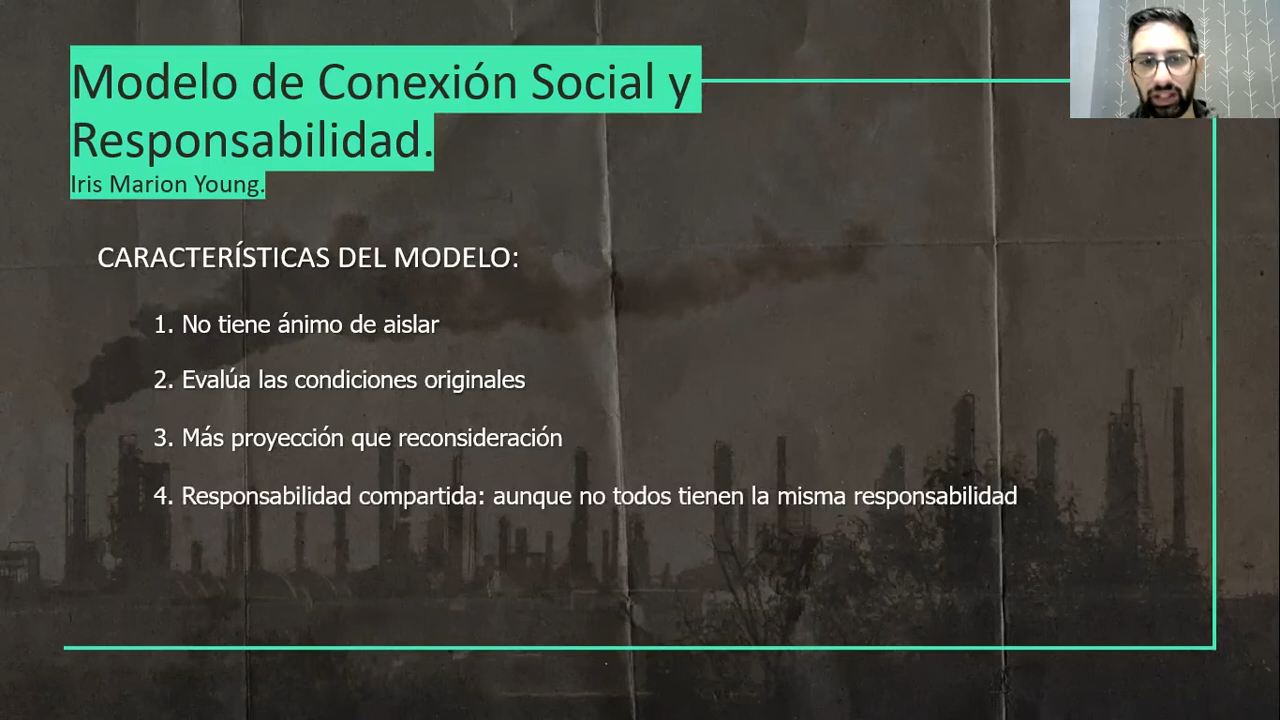 Modelo de Conexión Social y
Responsabilidad.
Iris Marion Young.
CARACTERÍSTICAS DEL MODELO:
1. No tiene ánimo de aislar
2. Evalúa las condiciones originales
3. Más proyección que reconsideración
4. Responsabilidad compartida: aunque no todos tienen la misma responsabilidad